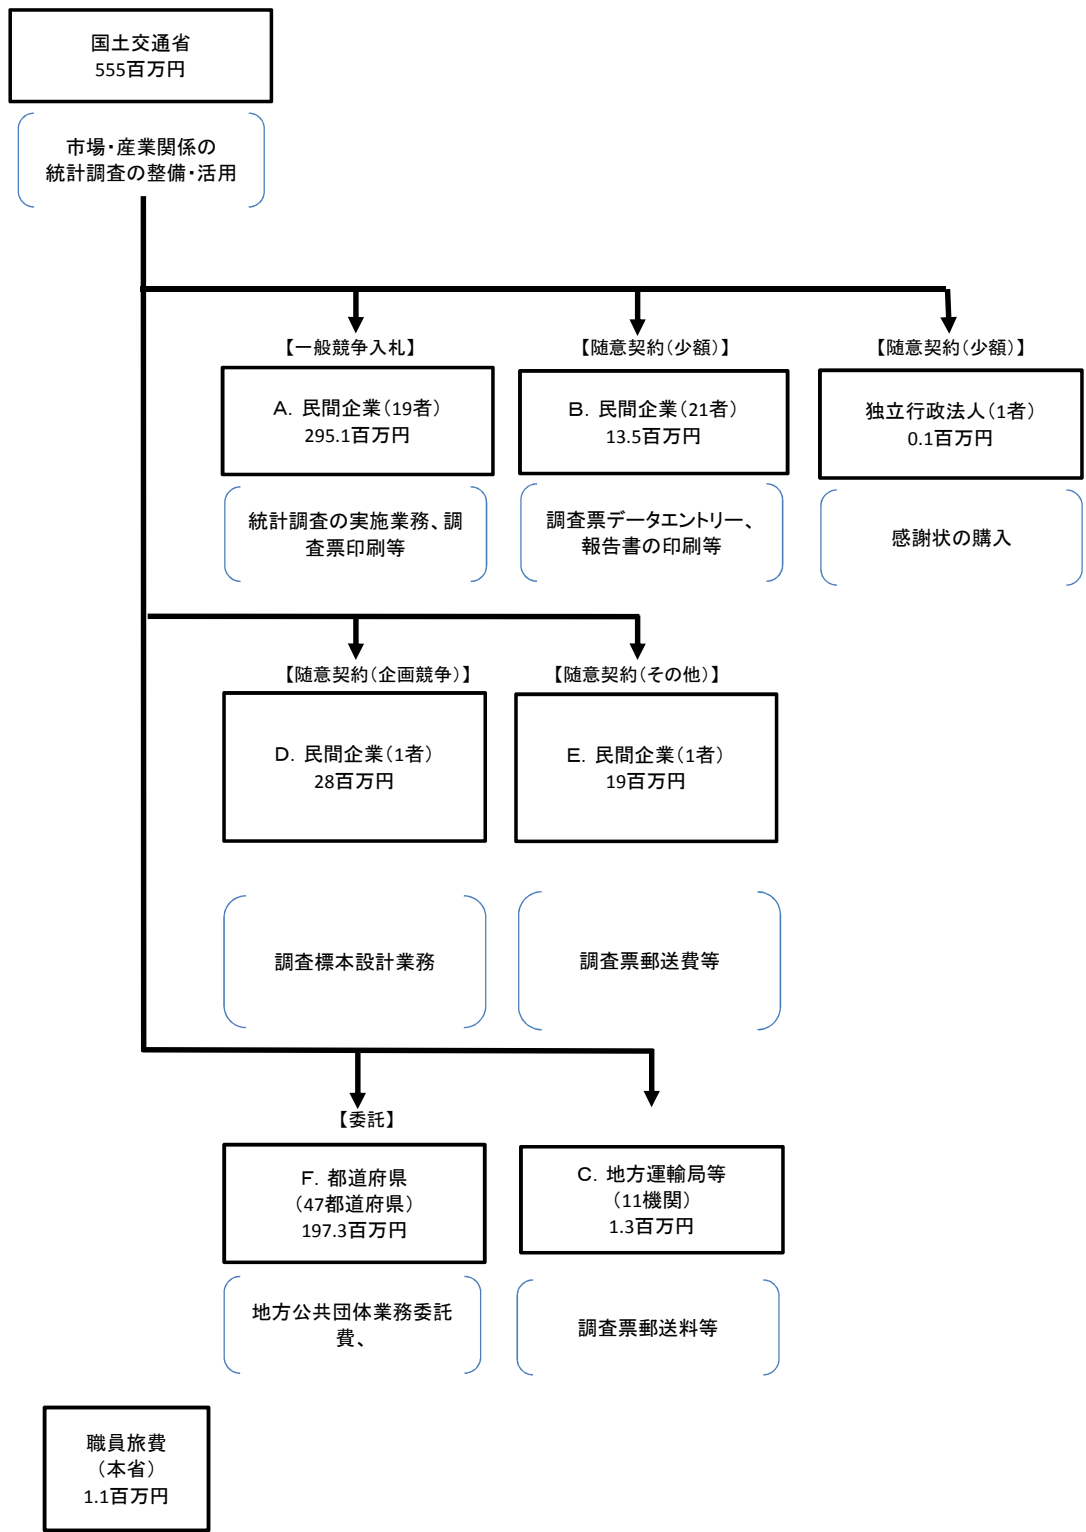 国土交通省
555百万円
市場・産業関係の
統計調査の整備・活用
【一般競争入札】
A．民間企業（19者）
295.1百万円
統計調査の実施業務、調
査票印刷等
【随意契約（少額）】
B．民間企業（21者）
13.5百万円
調査票データエントリー、
報告書の印刷等
【随意契約（少額）】
独立行政法人（1者）
0.1百万円
感謝状の購入
【随意契約（企画競争）】
D．民間企業（1者）
28百万円
調査標本設計業務
【随意契約（その他）】
E．民間企業（1者）
19百万円
調査票郵送費等
【委託】
F．都道府県
（47都道府県）
197.3百万円
地方公共団体業務委託
費、
C．地方運輸局等
（11機関）
1.3百万円
調査票郵送料等
職員旅費
（本省）
1.1百万円